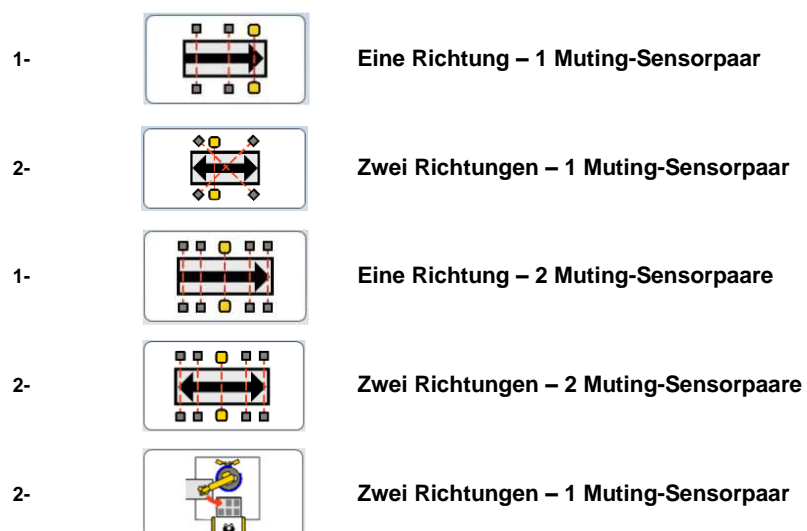 1- Eine Richtung – 1 Muting-Sensorpaar
2- Zwei Richtungen – 1 Muting-Sensorpaar
1- Eine Richtung – 2 Muting-Sensorpaare
2- Zwei Richtungen – 2 Muting-Sensorpaare
2- Zwei Richtungen – 1 Muting-Sensorpaar